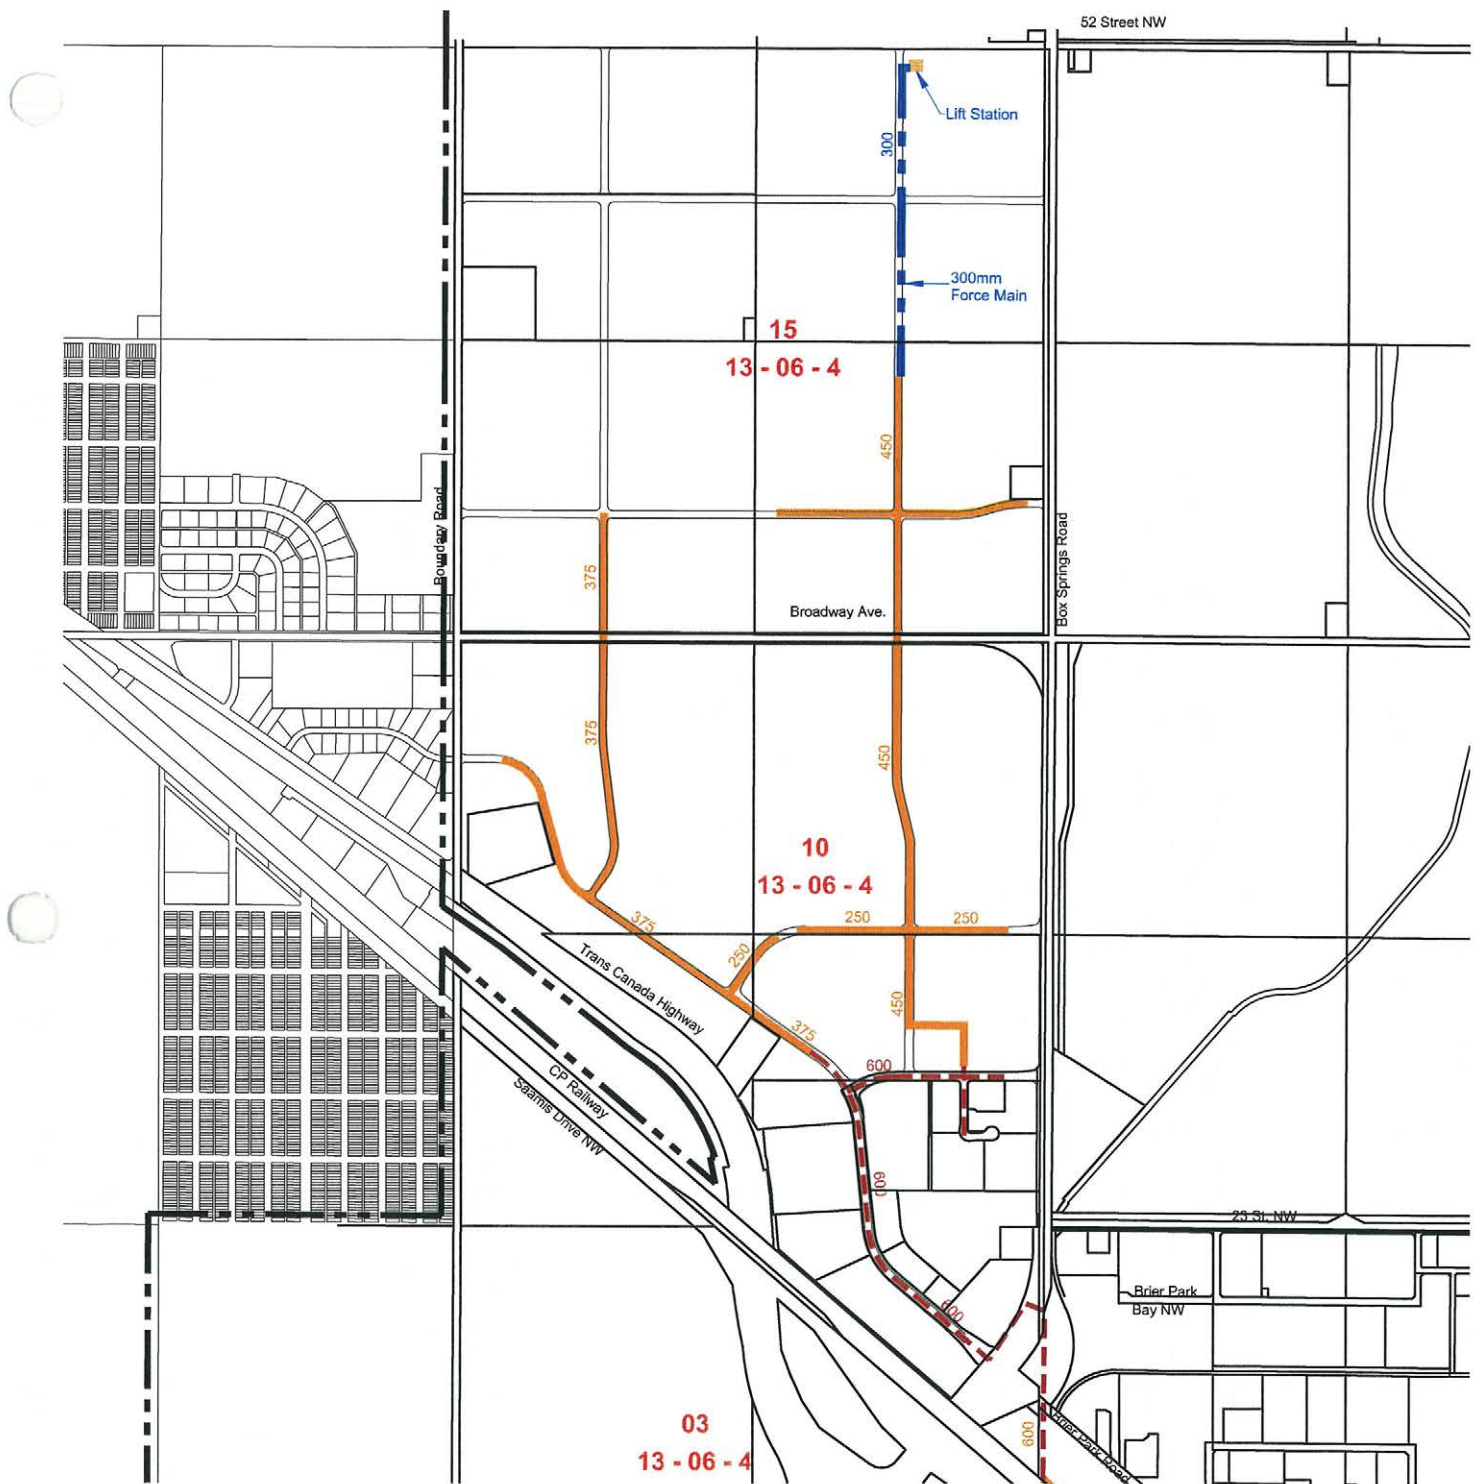 52 Street NW
Lift Station
300
300mm
Force Main
15
13 - 06 - 4
450
Boundary Road
Box Springs Road
375
Broadway Ave.
375
450
10
13 - 06 - 4
375
250
250
250
Trans Canada Highway
450
375
600
CP Railway
Saamis Drive NW
600
23 St. NW
Brier Park
Bay NW
600
03
13 - 06 - 4
600
Brier Park Road